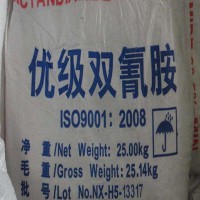 优级双氰胺
ISO9001: 2008
净 重/Net Weight: 25.00kg
毛 重/Gross Weight: 25.14kg
批 号/Lot No.NX-H5-13317